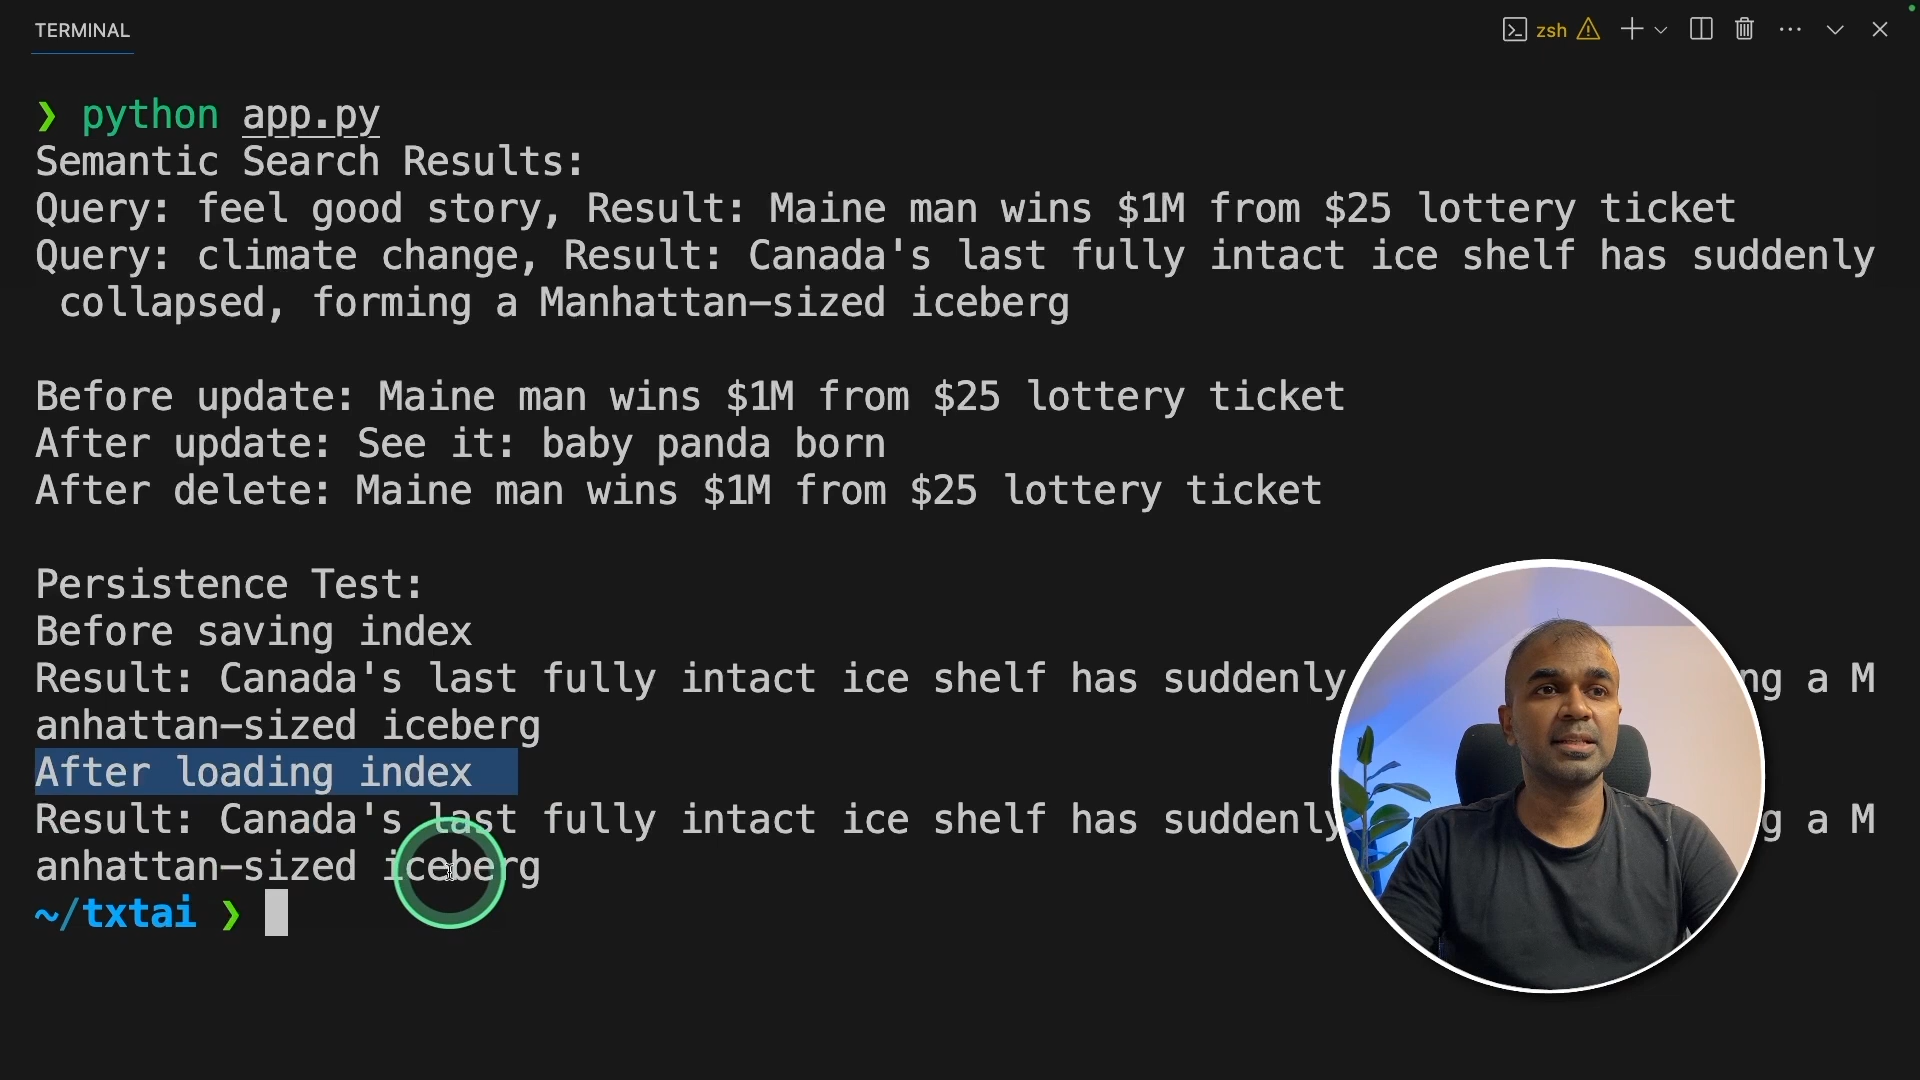 TERMINAL
zsh
❯ python app.py
Semantic Search Results:
Query: feel good story, Result: Maine man wins $1M from $25 lottery ticket
Query: climate change, Result: Canada's last fully intact ice shelf has suddenly
collapsed, forming a Manhattan-sized iceberg
Before update: Maine man wins $1M from $25 lottery ticket
After update: See it: baby panda born
After delete: Maine man wins $1M from $25 lottery ticket
Persistence Test:
Before saving index
Result: Canada's last fully intact ice shelf has suddenly ng a M
anhattan-sized iceberg
After loading index
Result: Canada's last fully intact ice shelf has suddenly g a M
anhattan-sized iceberg
~/txtai ❯